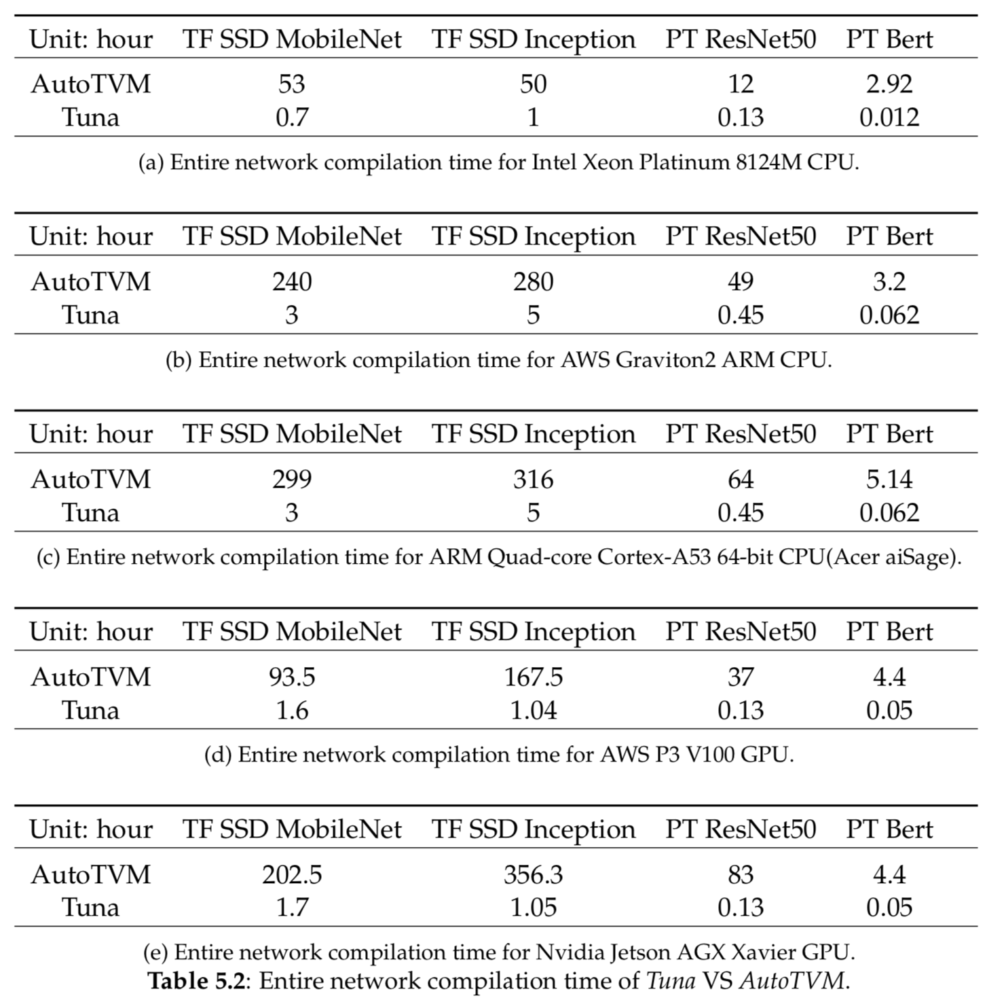 Unit: hour TF SSD MobileNet TF SSD Inception PT ResNet50 PT Bert
AutoTVM 53 50 12 2.92
Tuna 0.7 1 0.13 0.012
(a) Entire network compilation time for Intel Xeon Platinum 8124M CPU.
Unit: hour TF SSD MobileNet TF SSD Inception PT ResNet50 PT Bert
AutoTVM 240 280 49 3.2
Tuna 3 5 0.45 0.062
(b) Entire network compilation time for AWS Graviton2 ARM CPU.
Unit: hour TF SSD MobileNet TF SSD Inception PT ResNet50 PT Bert
AutoTVM 299 316 64 5.14
Tuna 3 5 0.45 0.062
(c) Entire network compilation time for ARM Quad-core Cortex-A53 64-bit CPU(Acer aiSage).
Unit: hour TF SSD MobileNet TF SSD Inception PT ResNet50 PT Bert
AutoTVM 93.5 167.5 37 4.4
Tuna 1.6 1.04 0.13 0.05
(d) Entire network compilation time for AWS P3 V100 GPU.
Unit: hour TF SSD MobileNet TF SSD Inception PT ResNet50 PT Bert
AutoTVM 202.5 356.3 83 4.4
Tuna 1.7 1.05 0.13 0.05
(e) Entire network compilation time for Nvidia Jetson AGX Xavier GPU.
Table 5.2: Entire network compilation time of Tuna VS AutoTVM.